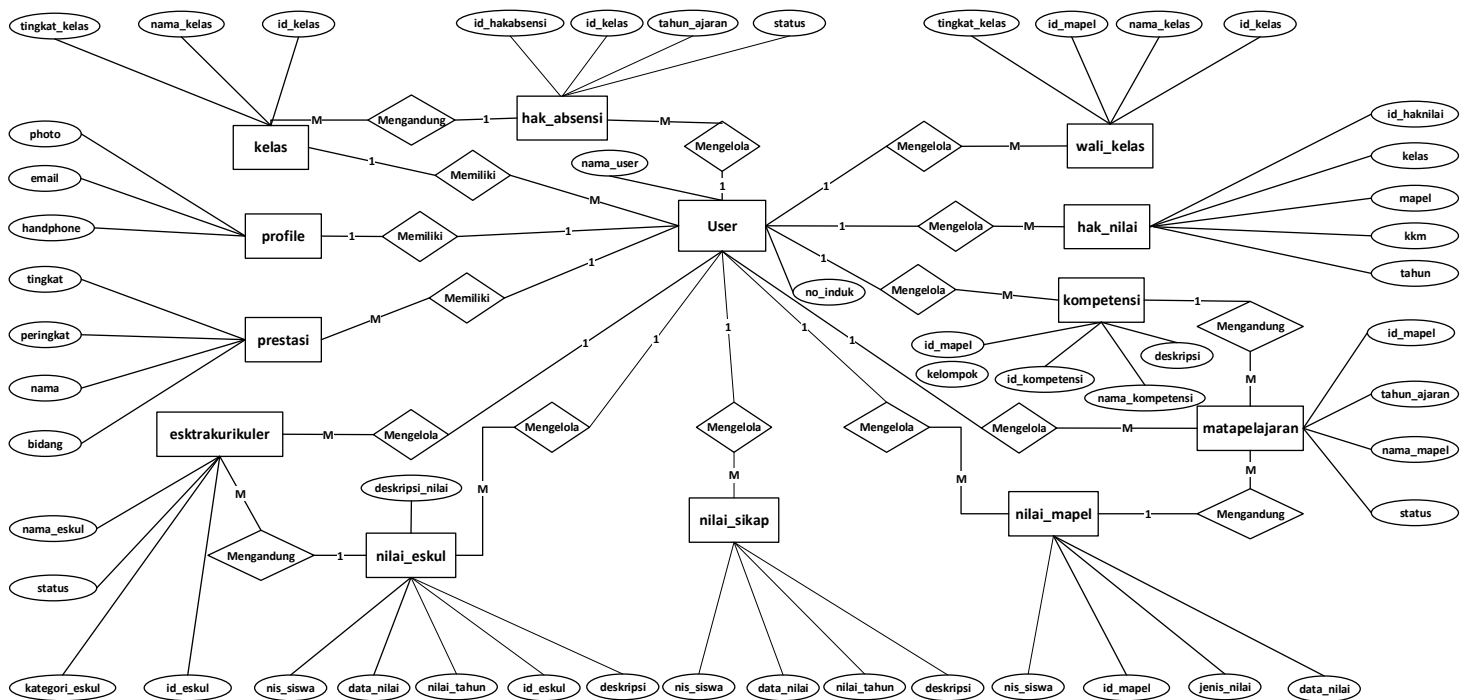 tingkat_kelas
nama_kelas
id_kelas
id_hakabsensi
id_kelas
tahun_ajaran
status
tingkat_kelas
id_mapel
nama_kelas
id_kelas
M
Mengandung
1
hak_absensi
M
kelas
Mengelola
Mengelola
M
wali_kelas
id_haknilai
photo
1
Memiliki
nama_user
1
1
kelas
email
M
mapel
handphone
profile
1
Memiliki
1
User
1
Mengelola
M
hak_nilai
kkm
1
tahun
tingkat
1
Memiliki
no_induk
Mengelola
M
kompetensi
1
M
1
1
Mengandung
peringkat
prestasi
1
1
1
id_mapel
deskripsi
id_mapel
kelompok
id_kompetensi
M
nama
nama_kompetensi
tahun_ajaran
bidang
esktrakurikuler
M
Mengelola
Mengelola
Mengelola
Mengelola
Mengelola
M
matapelajaran
nama_mapel
M
deskripsi_nilai
M
M
M
M
nama_eskul
nilai_sikap
nilai_mapel
1
Mengandung
status
Mengandung
1
nilai_eskul
status
kategori_eskul
id_eskul
nis_siswa
data_nilai
nilai_tahun
id_eskul
deskripsi
nis_siswa
data_nilai
nilai_tahun
deskripsi
nis_siswa
id_mapel
jenis_nilai
data_nilai